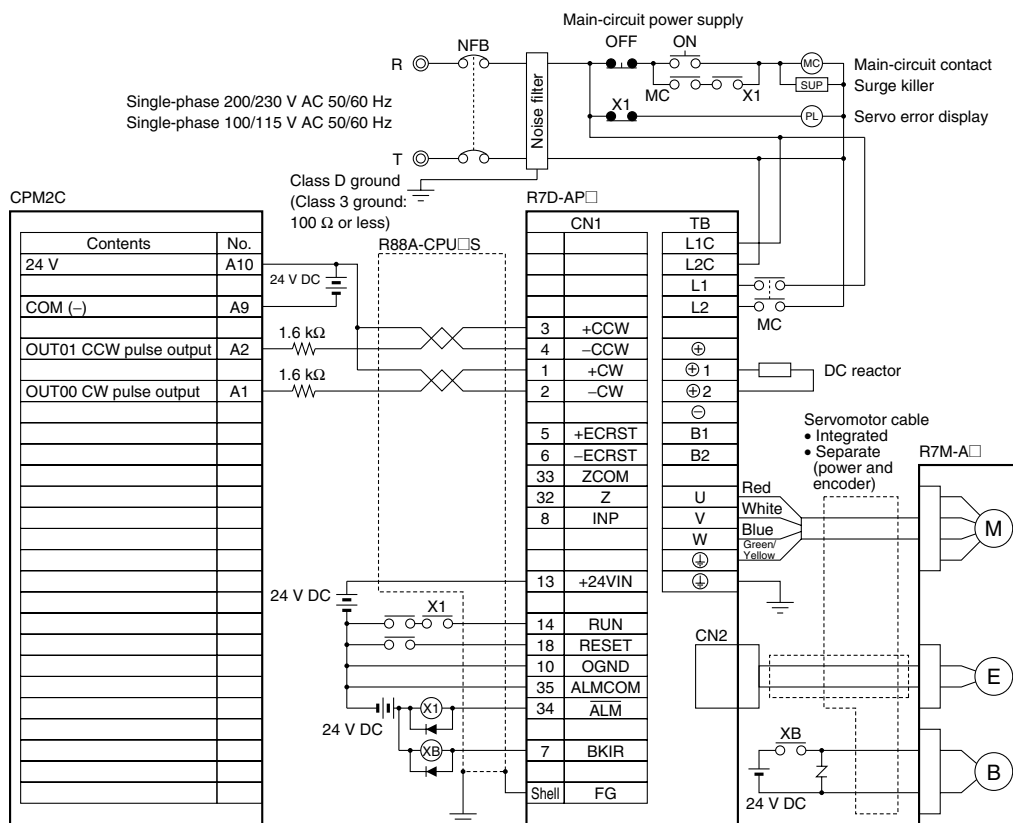 Main-circuit power supply
NFB
OFF
ON
R
MC
Main-circuit contact
SUP
Surge killer
MC
X1
Single-phase 200/230 V AC 50/60 Hz
Single-phase 100/115 V AC 50/60 Hz
Noise filter
X1
PL
Servo error display
T
Class D ground
(Class 3 ground:
100 Ω or less)
CPM2C
R7D-AP□
R88A-CPU□S
Contents No.
24 V A10
COM (−) A9
OUT01 CCW pulse output A2
OUT00 CW pulse output A1
24 V DC
1.6 kΩ
1.6 kΩ
CN1
3 +CCW
4 −CCW
1 +CW
2 −CW
5 +ECRST
6 −ECRST
33 ZCOM
32 Z
8 INP
13 +24VIN
14 RUN
18 RESET
10 OGND
35 ALMCOM
34 ALM
7 BKIR
Shell FG
TB
L1C
L2C
L1
L2
⊕
⊕ 1
⊕ 2
⊖
B1
B2
U
V
W
MC
DC reactor
Servomotor cable
• Integrated
• Separate
(power and
encoder)
R7M-A□
Red
White
Blue
Green/
Yellow
M
24 V DC
X1
X1
24 V DC
XB
CN2
E
XB
24 V DC
B